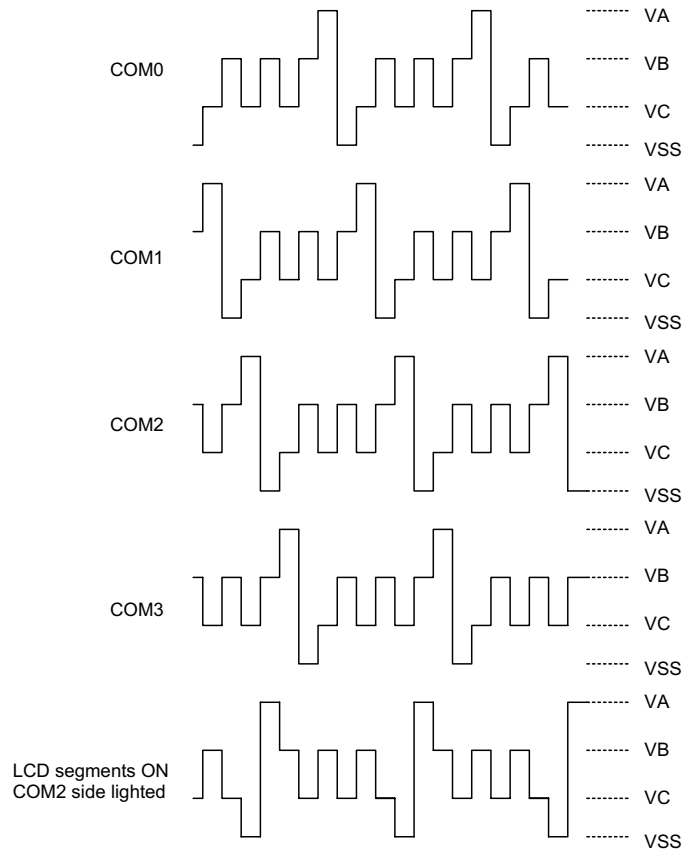 VA
COM0
VB
VC
VSS
VA
VB
COM1
VC
VSS
VA
COM2
VB
VC
VSS
VA
VB
COM3
VC
VSS
VA
VB
LCD segments ON
COM2 side lighted
VC
VSS